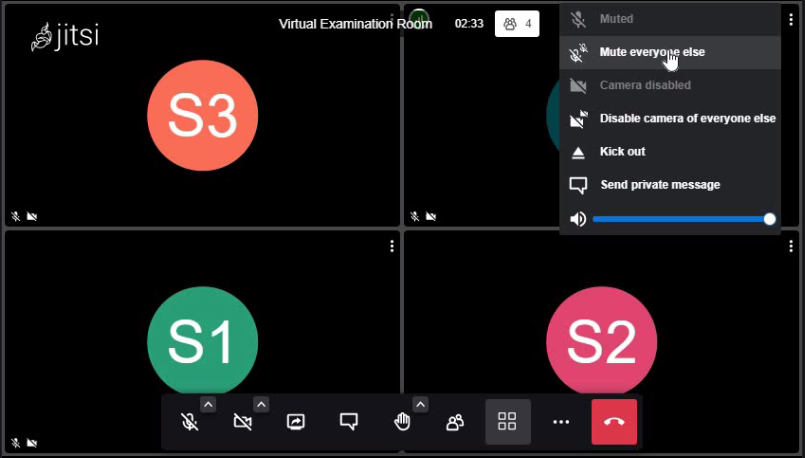 jitsi
Virtual Examination Room
02:33
4
S3
Muted
Mute everyone else
Camera disabled
Disable camera of everyone else
Kick out
Send private message
S1
S2